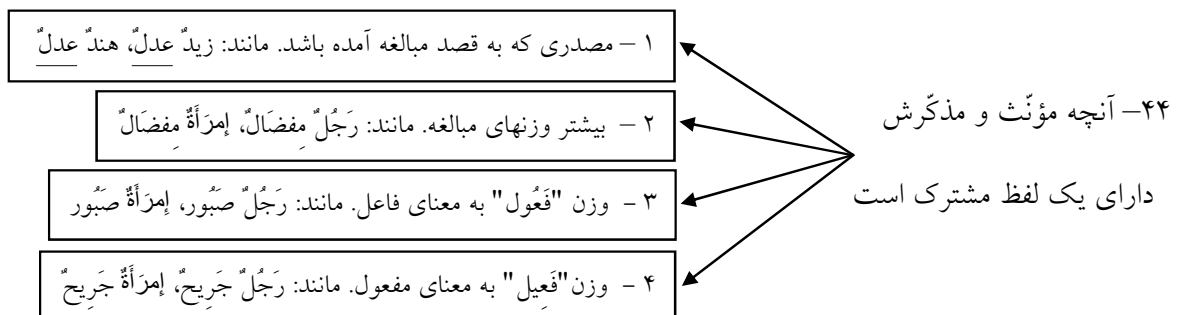 ۴۴– آنچه مؤنّث و مذکّرش
دارای یک لفظ مشترک است
۱ – مصدری که به قصد مبالغه آمده باشد. مانند: زیدٌ عدلٌ، هندٌ عدلٌ
۲ – بیشتر وزنهای مبالغه. مانند: رَجُلٌ مِفضَالٌ، إمرَأَةٌ مِفضَالٌ
۳ – وزن "فَعُول" به معنای فاعل. مانند: رَجُلٌ صَبُور، إمرَأَةٌ صَبُور
۴ – وزن"فَعِیل" به معنای مفعول. مانند: رَجُلٌ جَرِیحٌ، إمرَأَةٌ جَرِیحٌ